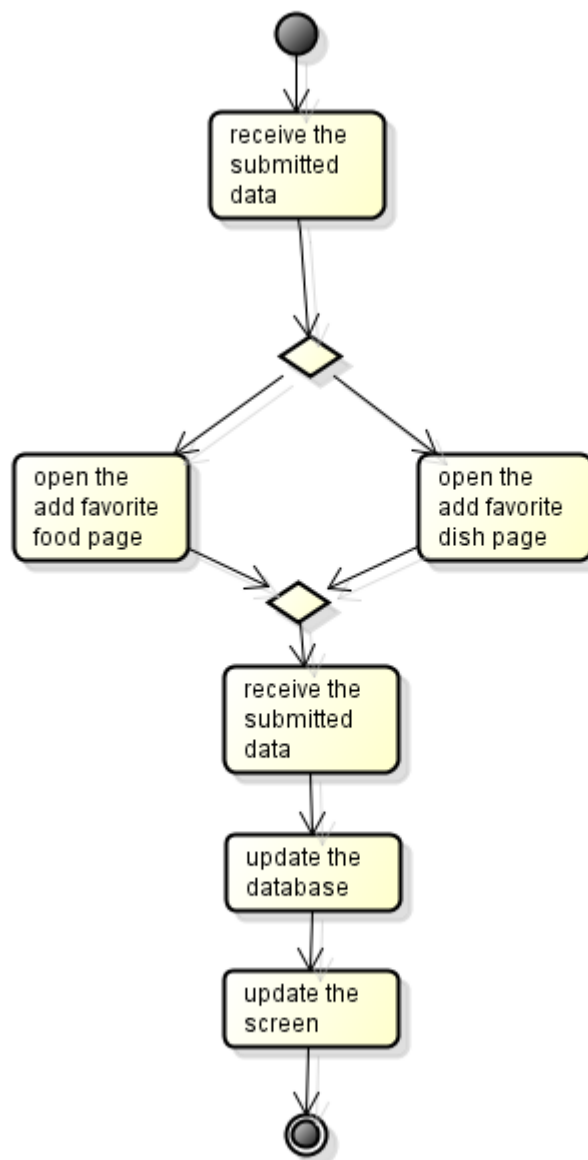 receive the
submitted
data
open the
add favorite
food page
open the
add favorite
dish page
receive the
submitted
data
update the
database
update the
screen